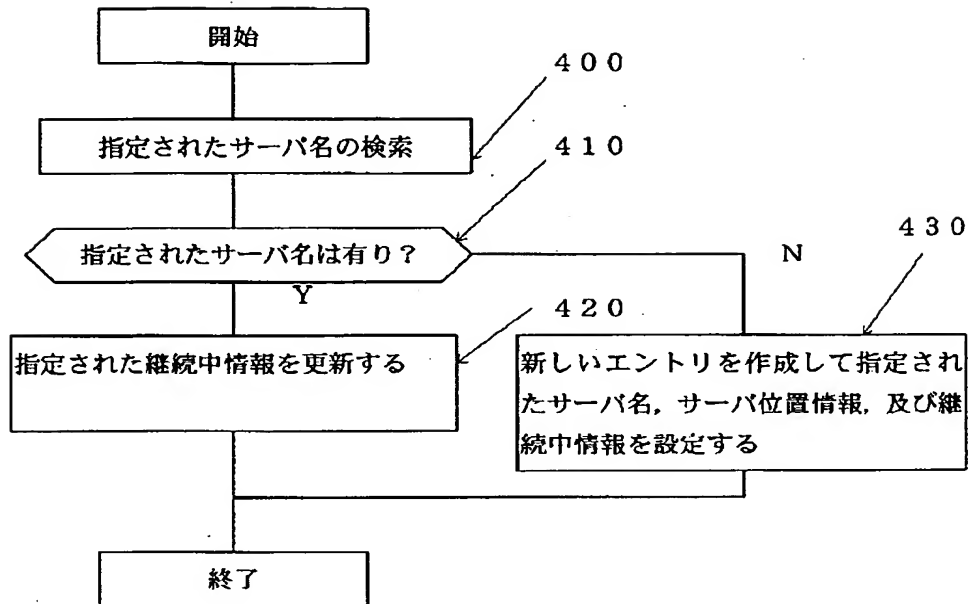 開始
400
指定されたサーバ名の検索
410
指定されたサーバ名は有り？
430
N
Y
420
指定された継続中情報を更新する
新しいエントリを作成して指定され
たサーバ名，サーバ位置情報，及び継
続中情報を設定する
終了